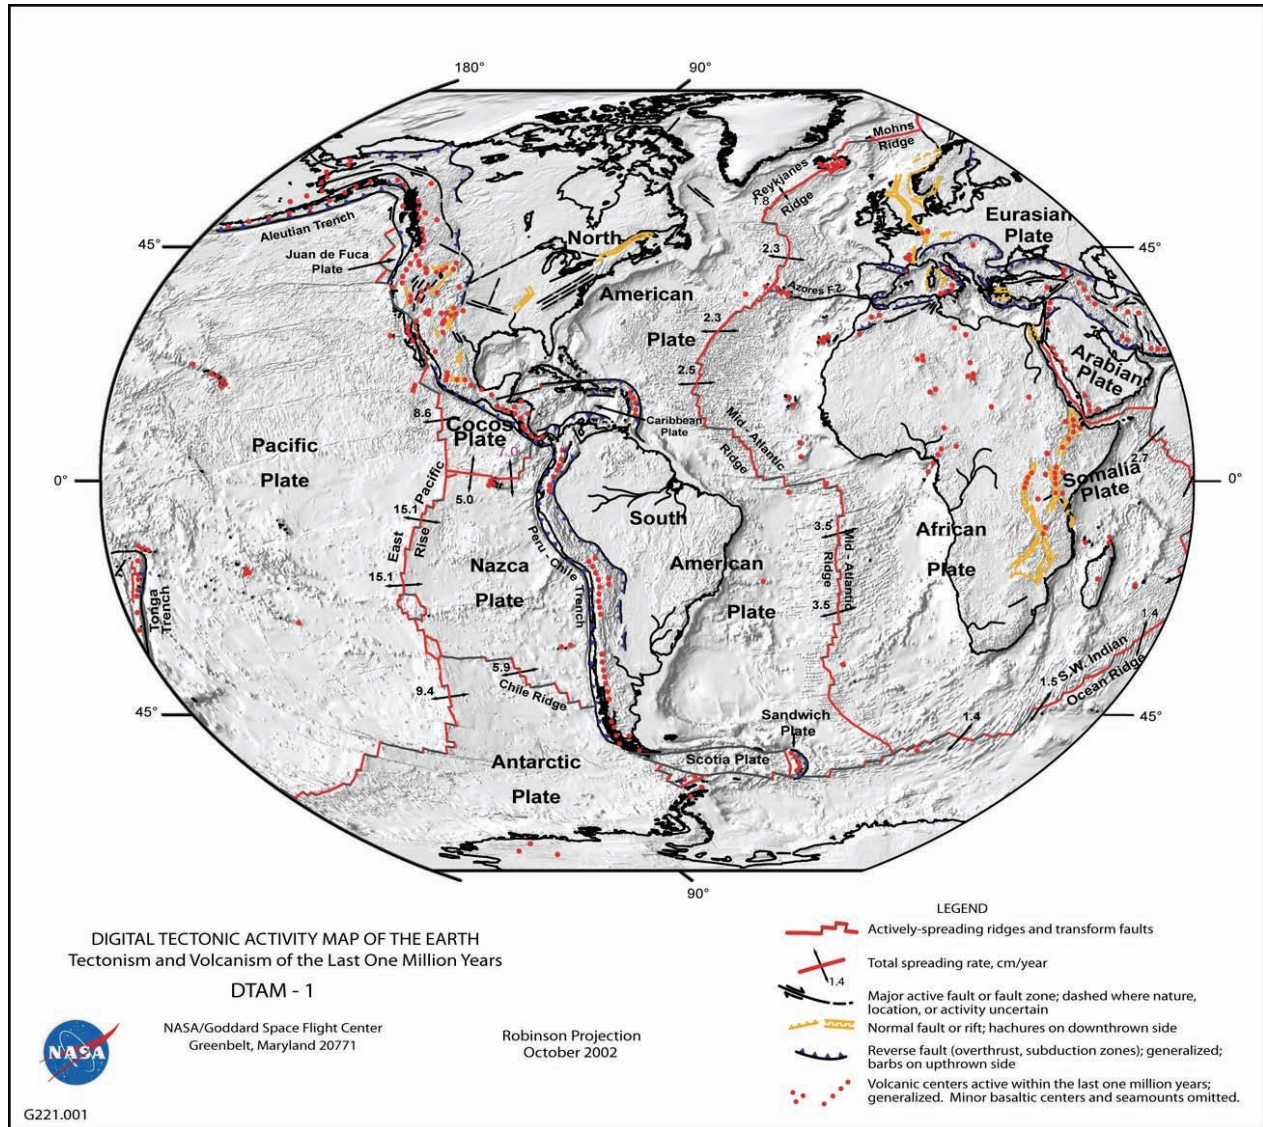 180°
90°
Mohns
Ridge
Reykjanes
Ridge
1.8
Eurasian
Plate
Aleutian Trench
45°
45°
Juan de Fuca
Plate
North
American
Plate
2.3
Azores F.Z.
2.3
2.5
Arabian
Plate
8.6
Cocos
Plate
7.0
Caribbean
Plate
Mid - Atlantic
Ridge
Pacific
Plate
0°
0°
5.0
2.7
Somalia
Plate
15.1
East Pacific
Rise
South
American
Plate
3.5
Mid - Atlantic
Ridge
African
Plate
Nazca
Plate
Peru - Chile
Trench
15.1
3.5
Tonga
Trench
1.4
5.9
Chile Ridge
9.4
S.W. Indian
Ocean Ridge
1.5
45°
45°
1.4
Sandwich
Plate
Scotia Plate
Antarctic
Plate
90°
DIGITAL TECTONIC ACTIVITY MAP OF THE EARTH
Tectonism and Volcanism of the Last One Million Years
DTAM - 1
NASA
NASA/Goddard Space Flight Center
Greenbelt, Maryland 20771
Robinson Projection
October 2002
LEGEND
Actively-spreading ridges and transform faults
Total spreading rate, cm/year
1.4
Major active fault or fault zone; dashed where nature,
location, or activity uncertain
Normal fault or rift; hachures on downthrown side
Reverse fault (overthrust, subduction zones); generalized;
barbs on upthrown side
Volcanic centers active within the last one million years;
generalized. Minor basaltic centers and seamounts omitted.
G221.001